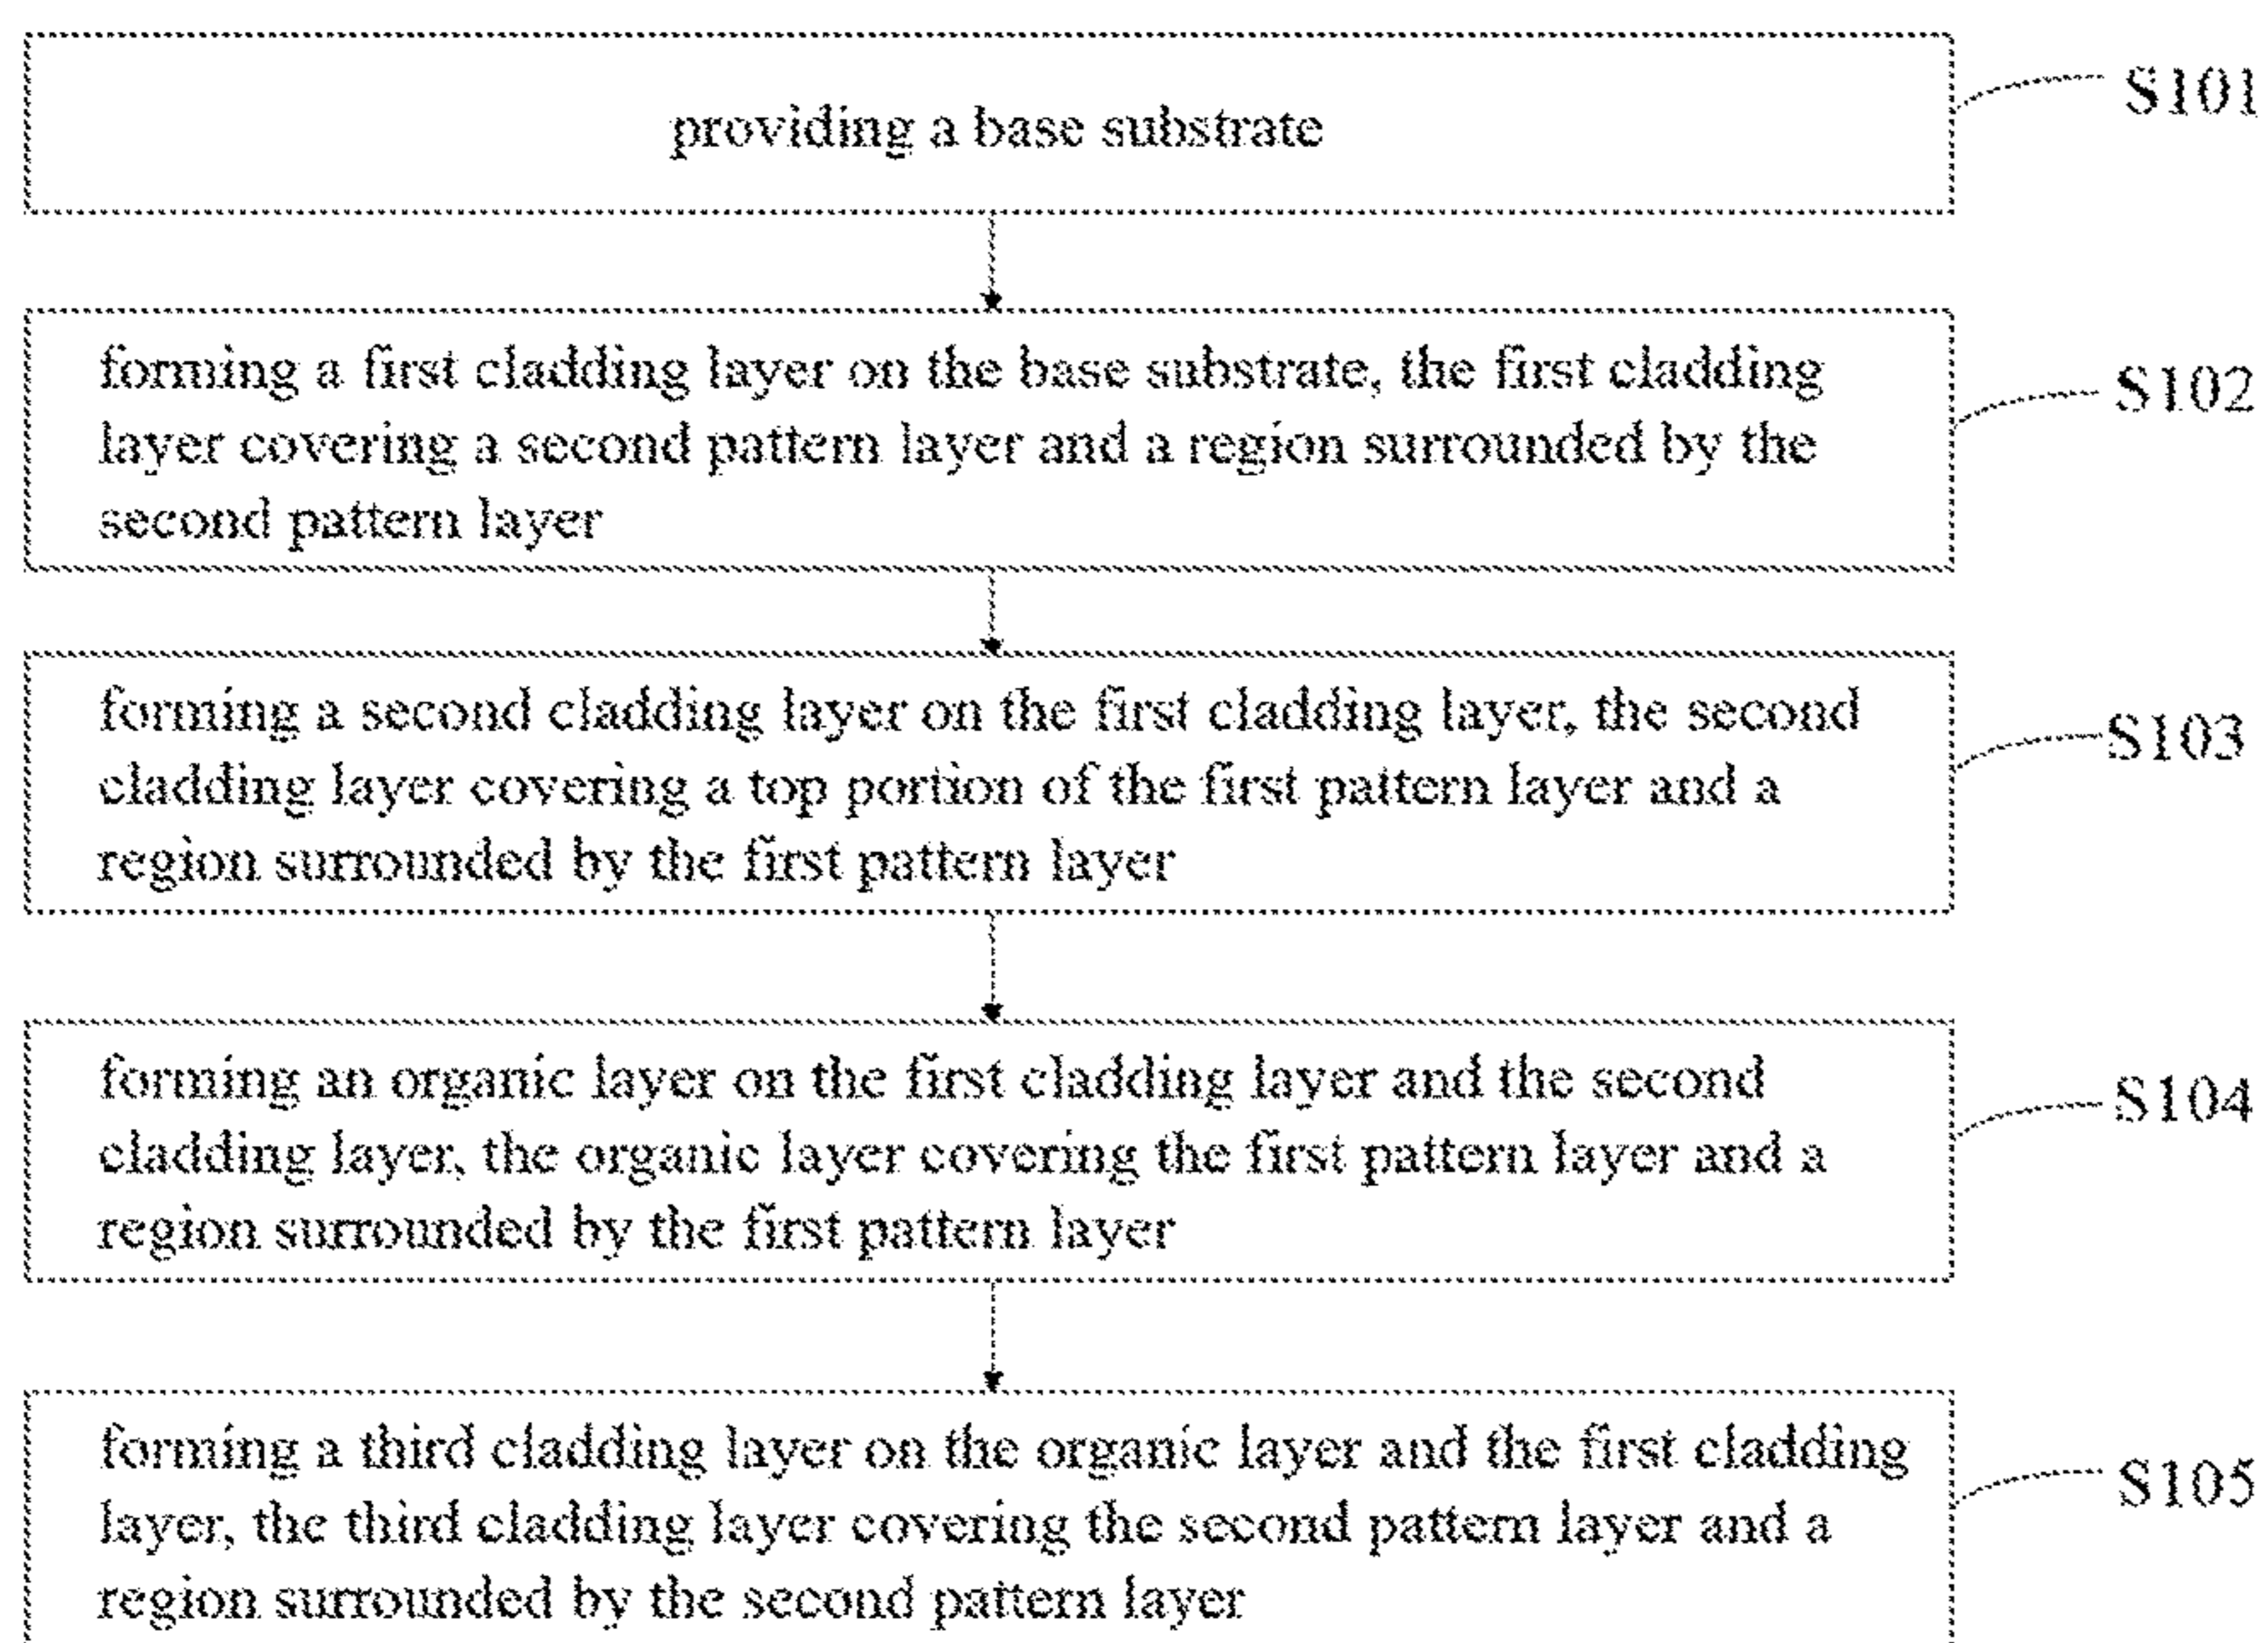 providing a base substrate
S101
forming a first cladding layer on the base substrate, the first cladding
layer covering a second pattern layer and a region surrounded by the
second pattern layer
S102
forming a second cladding layer on the first cladding layer, the second
cladding layer covering a top portion of the first pattern layer and a
region surrounded by the first pattern layer
S103
forming an organic layer on the first cladding layer and the second
cladding layer, the organic layer covering the first pattern layer and a
region surrounded by the first pattern layer
S104
forming a third cladding layer on the organic layer and the first cladding
layer, the third cladding layer covering the second pattern layer and a
region surrounded by the second pattern layer
S105